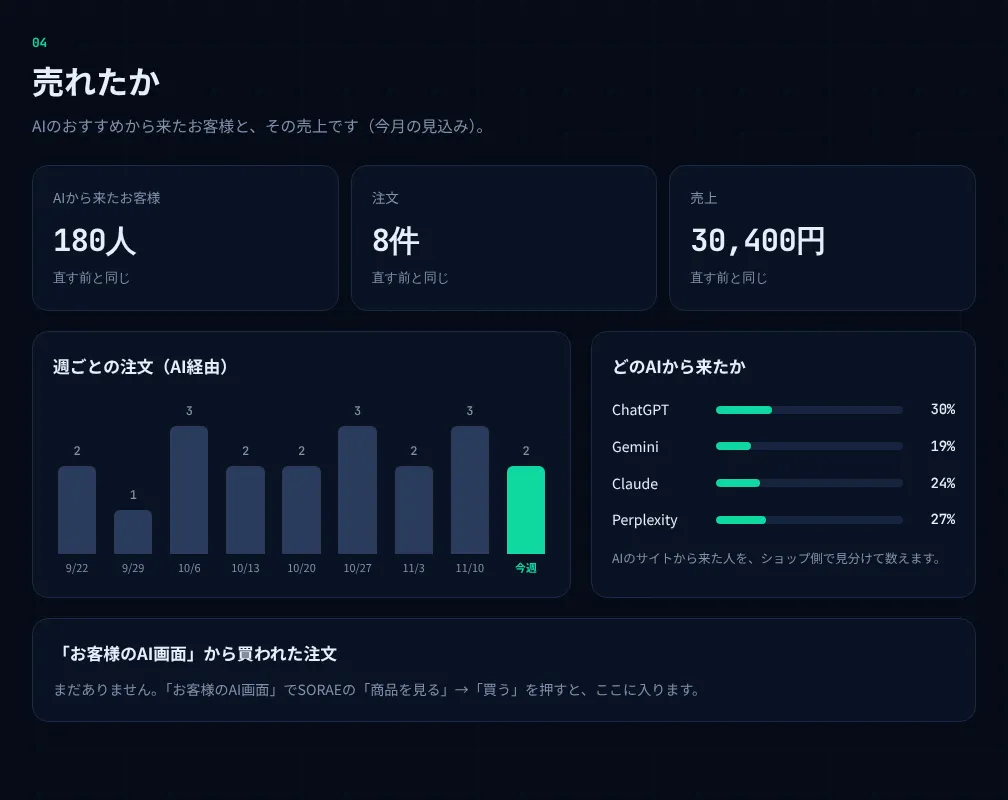 04
売れたか
AIのおすすめから来たお客様と、その売上です（今月の見込み）。
AIから来たお客様
180人
直す前と同じ
注文
8件
直す前と同じ
売上
30,400円
直す前と同じ
週ごとの注文（AI経由）
2
1
3
2
2
3
2
3
2
9/22
9/29
10/6
10/13
10/20
10/27
11/3
11/10
今週
どのAIから来たか
ChatGPT 30%
Gemini 19%
Claude 24%
Perplexity 27%
AIのサイトから来た人を、ショップ側で見分けて数えます。
「お客様のAI画面」から買われた注文
まだありません。「お客様のAI画面」でSORAEの「商品を見る」→「買う」を押すと、ここに入ります。